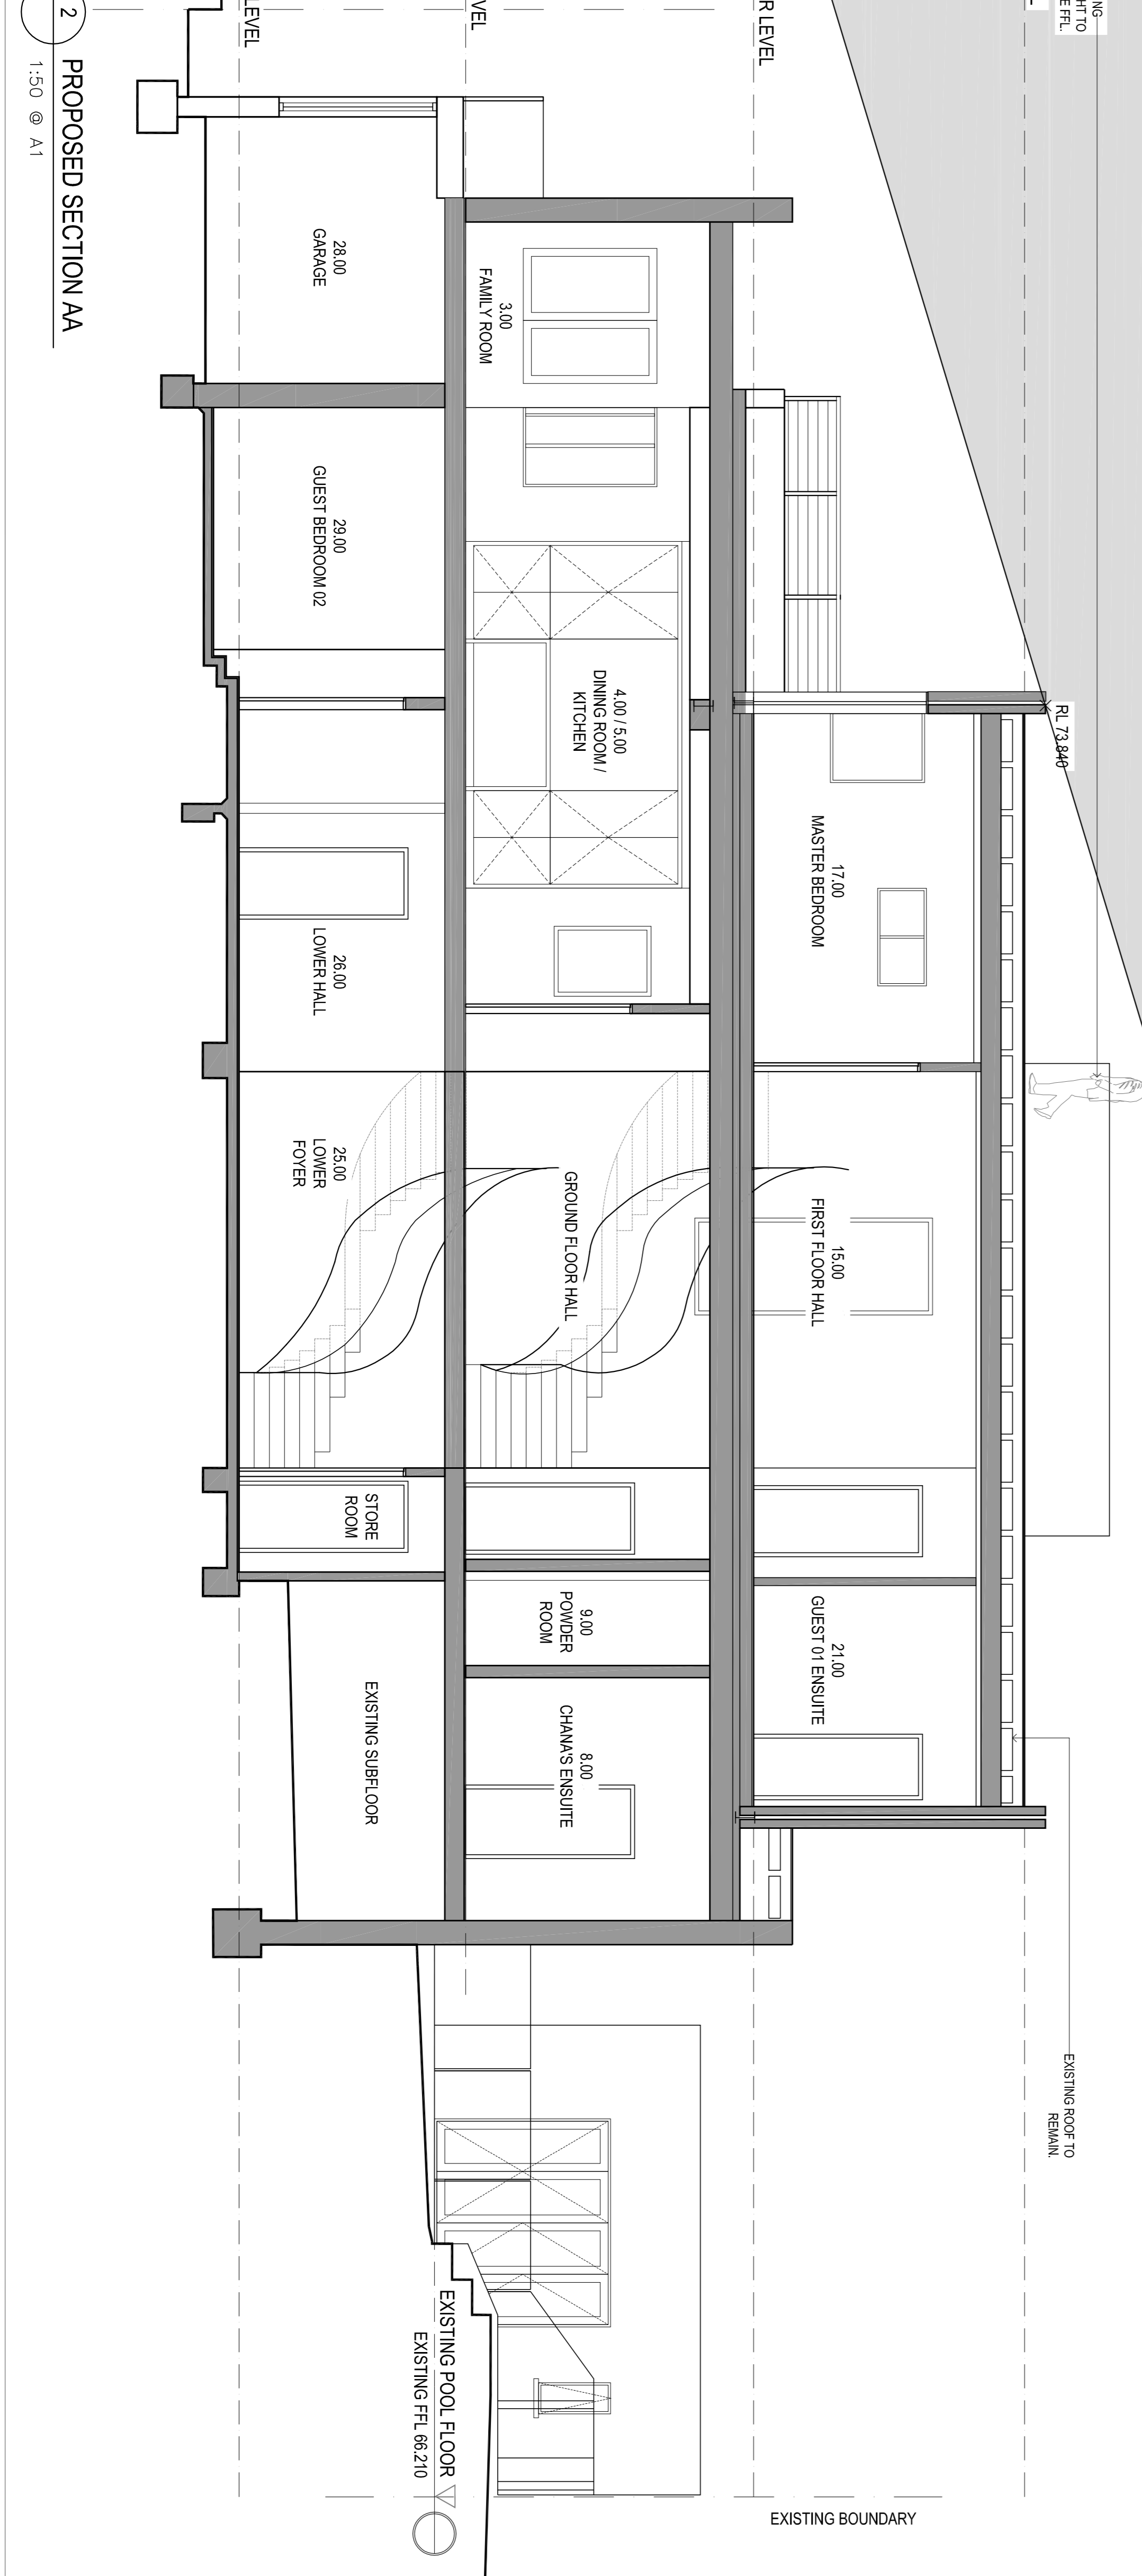 NG
HT TO
E FFL.
R LEVEL
VEL
LEVEL
RL 73.840
EXISTING ROOF TO
REMAIN.
17.00
MASTER BEDROOM
15.00
FIRST FLOOR HALL
21.00
GUEST 01 ENSUITE
3.00
FAMILY ROOM
4.00 / 5.00
DINING ROOM /
KITCHEN
GROUND FLOOR HALL
9.00
POWDER
ROOM
8.00
CHANA'S ENSUITE
28.00
GARAGE
29.00
GUEST BEDROOM 02
26.00
LOWER HALL
25.00
LOWER
FOYER
STORE
ROOM
EXISTING SUBFLOOR
EXISTING POOL FLOOR
EXISTING FFL 66.210
EXISTING BOUNDARY
2
PROPOSED SECTION AA
1:50 @ A1